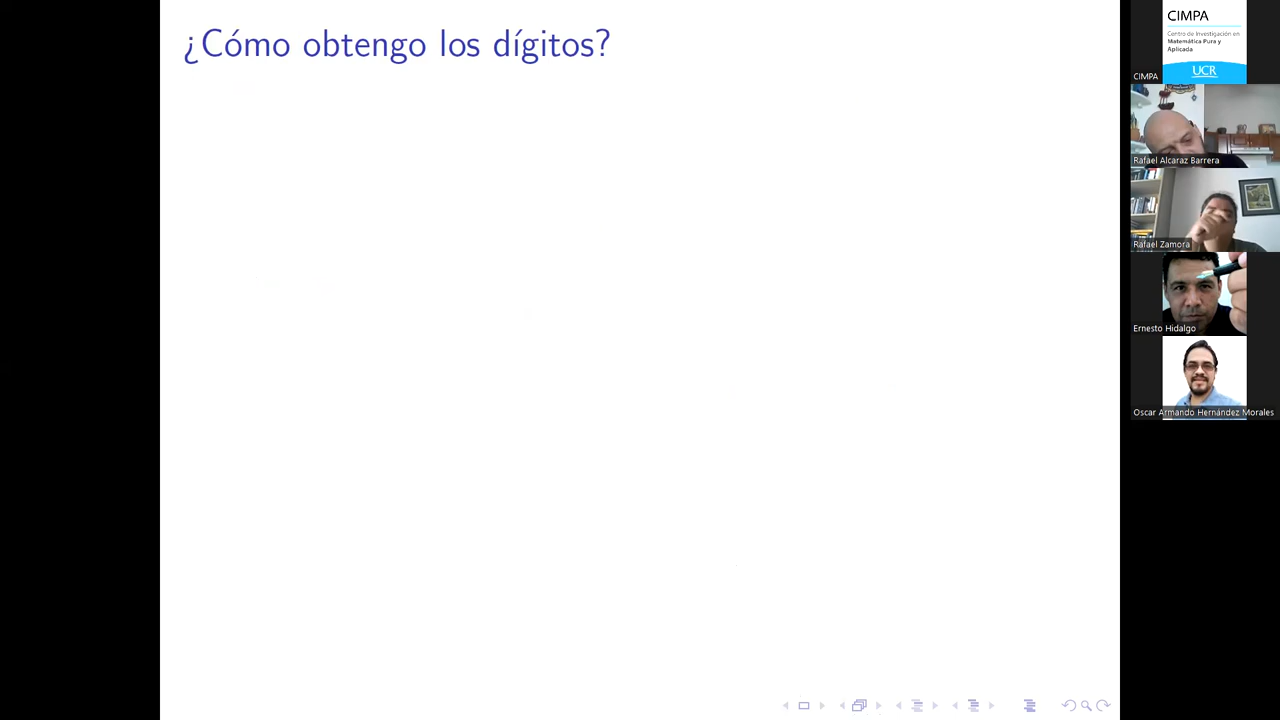 ¿Cómo obtengo los dígitos?
CIMPA
Centro de Investigación en
Matemática Pura y
Aplicada
UCR
CIMPA
Rafael Alcaraz Barrera
Rafael Zamora
Ernesto Hidalgo
Oscar Armando Hernández Morales